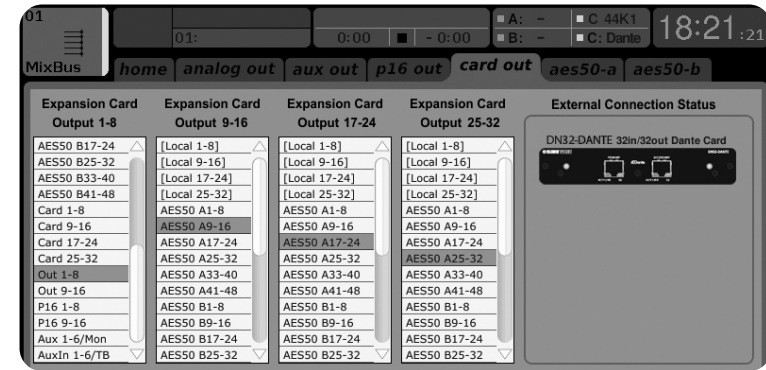 01
MixBus
01:
0:00
- 0:00
A: -
B: -
C 44K1
C: Dante
18:21 :21
home
analog out
aux out
p16 out
card out
aes50-a
aes50-b
Expansion Card
Output 1-8
AES50 B17-24
AES50 B25-32
AES50 B33-40
AES50 B41-48
Card 1-8
Card 9-16
Card 17-24
Card 25-32
Out 1-8
Out 9-16
P16 1-8
P16 9-16
Aux 1-6/Mon
AuxIn 1-6/TB
Expansion Card
Output 9-16
[Local 1-8]
[Local 9-16]
[Local 17-24]
[Local 25-32]
AES50 A1-8
AES50 A9-16
AES50 A17-24
AES50 A25-32
AES50 A33-40
AES50 A41-48
AES50 B1-8
AES50 B9-16
AES50 B17-24
AES50 B25-32
Expansion Card
Output 17-24
[Local 1-8]
[Local 9-16]
[Local 17-24]
[Local 25-32]
AES50 A1-8
AES50 A9-16
AES50 A17-24
AES50 A25-32
AES50 A33-40
AES50 A41-48
AES50 B1-8
AES50 B9-16
AES50 B17-24
AES50 B25-32
Expansion Card
Output 25-32
[Local 1-8]
[Local 9-16]
[Local 17-24]
[Local 25-32]
AES50 A1-8
AES50 A9-16
AES50 A17-24
AES50 A25-32
AES50 A33-40
AES50 A41-48
AES50 B1-8
AES50 B9-16
AES50 B17-24
AES50 B25-32
External Connection Status
DN32-DANTE 32in/32out Dante Card
DN32-DANTE
Dante